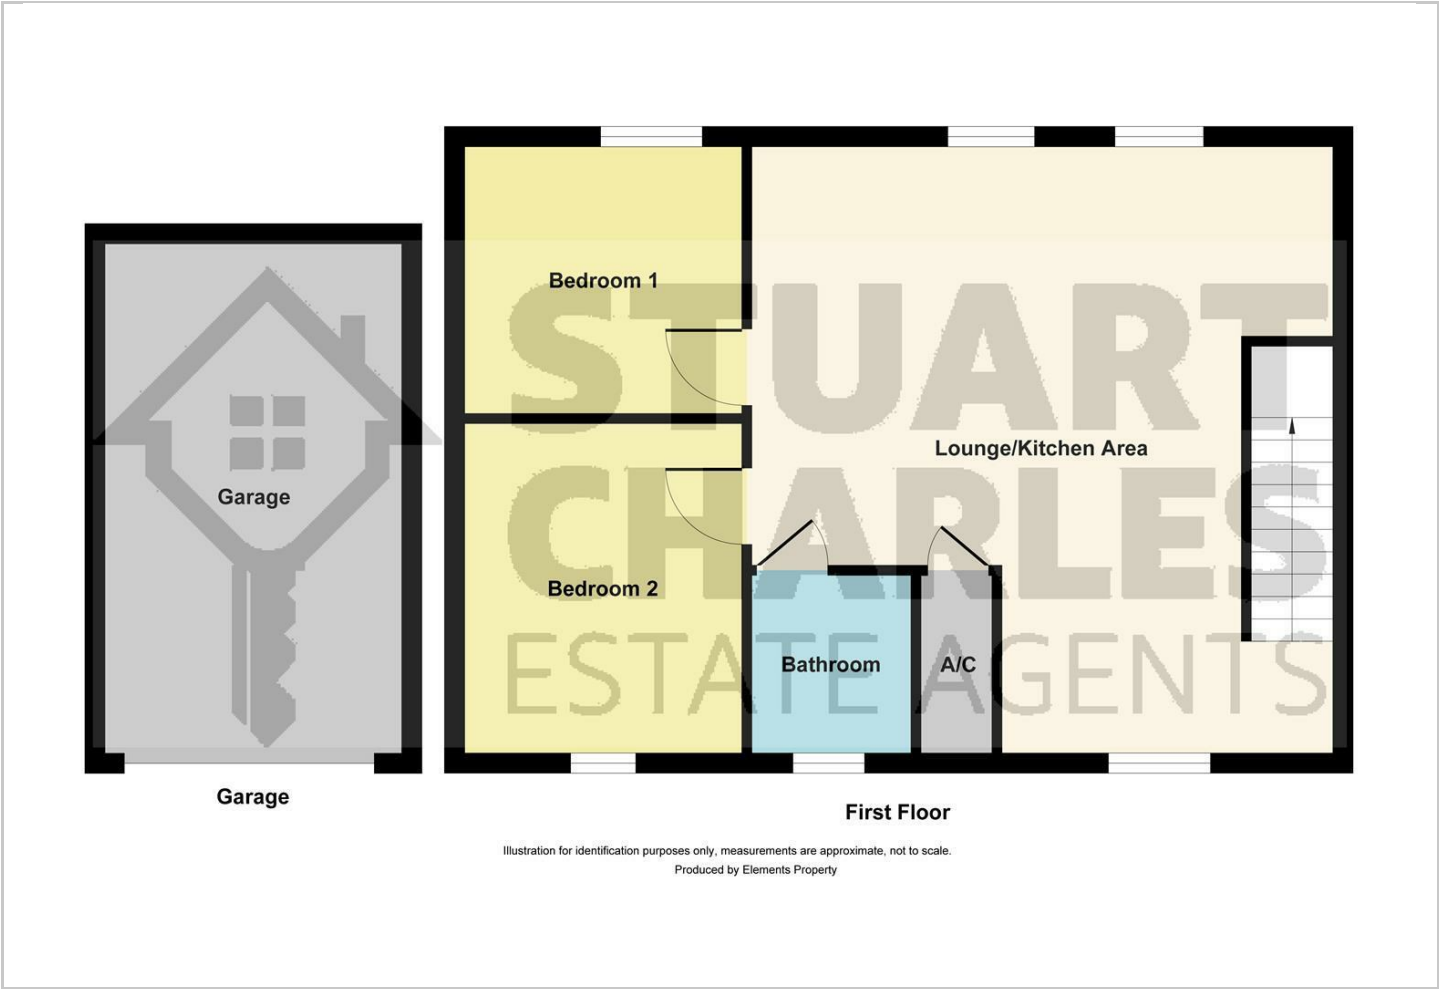 Bedroom 1
STUART
Lounge/Kitchen Area
CHARLES
Garage
Bedroom 2
Bathroom
A/C
ESTATE AGENTS
Garage
First Floor
Illustration for identification purposes only, measurements are approximate, not to scale.
Produced by Elements Property